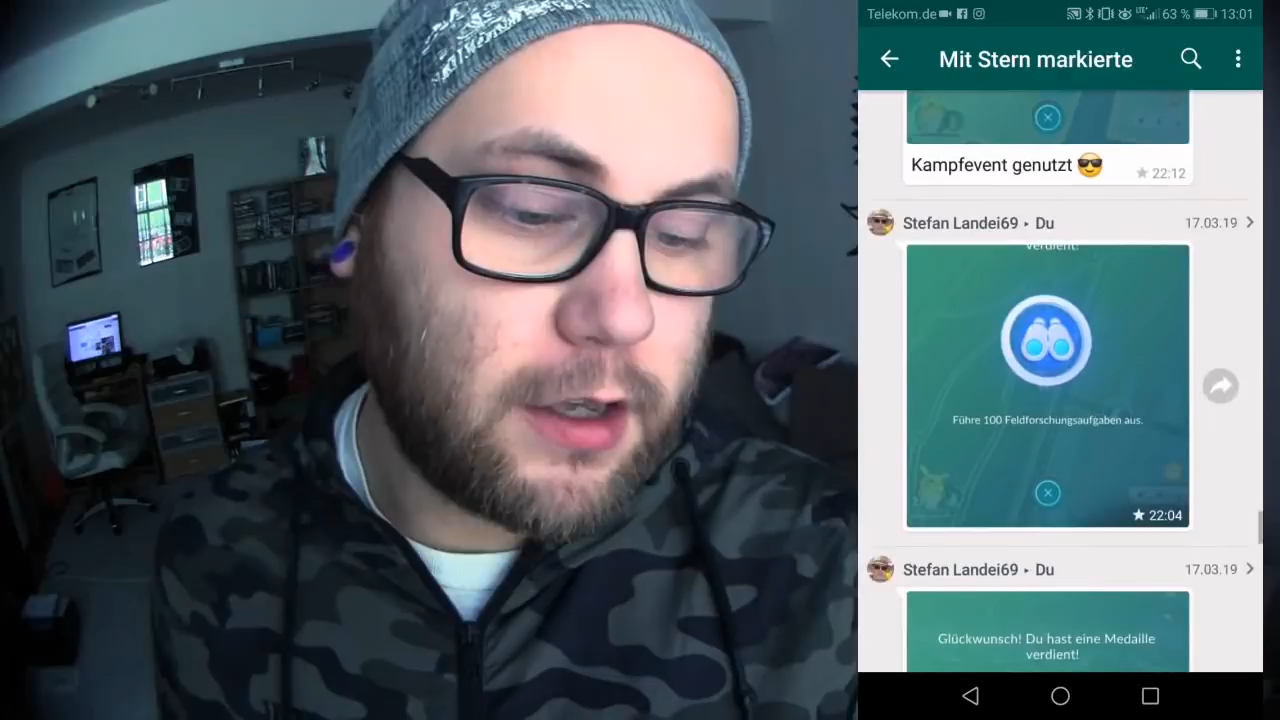 Telekom.de 63 % 13:01
Mit Stern markierte
Kampfevent genutzt 😎
22:12
Stefan Landei69 ▸ Du 17.03.19
verdient!
Führe 100 Feldforschungsaufgaben aus.
22:04
Stefan Landei69 ▸ Du 17.03.19
Glückwunsch! Du hast eine Medaille
verdient!